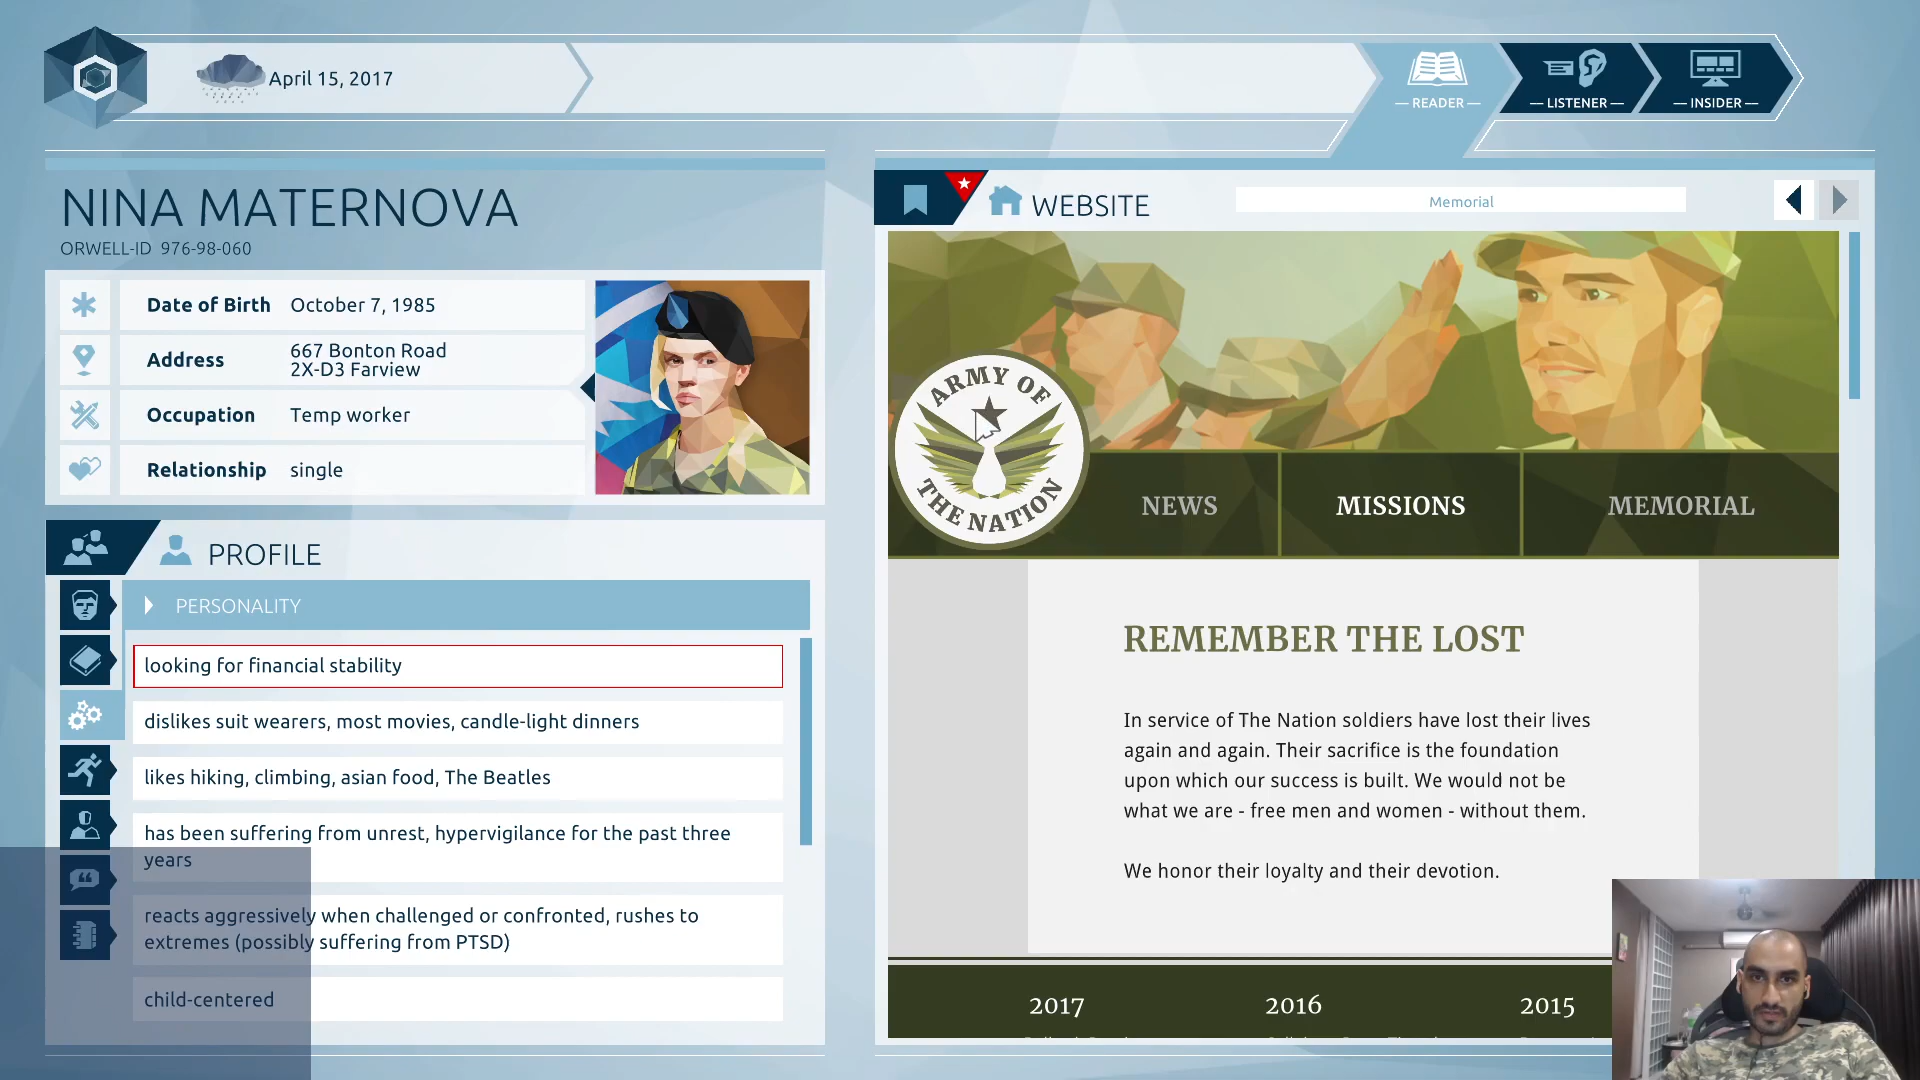 April 15, 2017
READER
LISTENER
INSIDER
NINA MATERNOVA
ORWELL-ID 976-98-060
Date of Birth October 7, 1985
Address 667 Bonton Road
2X-D3 Farview
Occupation Temp worker
Relationship single
PROFILE
PERSONALITY
looking for financial stability
dislikes suit wearers, most movies, candle-light dinners
likes hiking, climbing, asian food, The Beatles
has been suffering from unrest, hypervigilance for the past three
years
reacts aggressively when challenged or confronted, rushes to
extremes (possibly suffering from PTSD)
child-centered
WEBSITE
Memorial
ARMY OF
THE NATION
NEWS
MISSIONS
MEMORIAL
REMEMBER THE LOST
In service of The Nation soldiers have lost their lives
again and again. Their sacrifice is the foundation
upon which our success is built. We would not be
what we are - free men and women - without them.
We honor their loyalty and their devotion.
2017 2016 2015